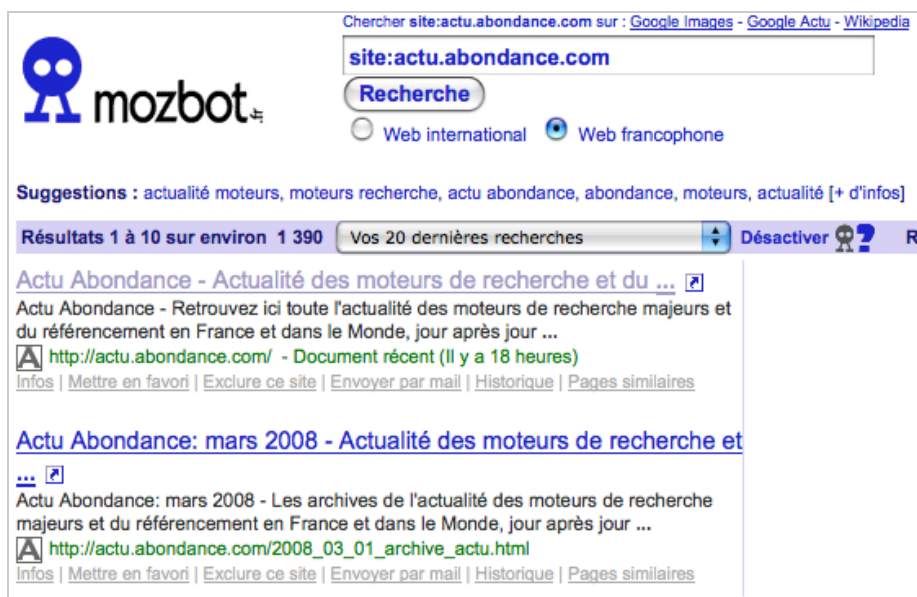 Chercher site:actu.abondance.com sur : Google Images - Google Actu - Wikipedia
site:actu.abondance.com
mozbot.fr
Recherche
Web international Web francophone
Suggestions : actualité moteurs, moteurs recherche, actu abondance, abondance, moteurs, actualité [+ d'infos]
Résultats 1 à 10 sur environ 1 390 Vos 20 dernières recherches Désactiver ? R
Actu Abondance - Actualité des moteurs de recherche et du ...
Actu Abondance - Retrouvez ici toute l'actualité des moteurs de recherche majeurs et
du référencement en France et dans le Monde, jour après jour ...
A http://actu.abondance.com/ - Document récent (Il y a 18 heures)
Infos | Mettre en favori | Exclure ce site | Envoyer par mail | Historique | Pages similaires
Actu Abondance: mars 2008 - Actualité des moteurs de recherche et
...
Actu Abondance: mars 2008 - Les archives de l'actualité des moteurs de recherche
majeurs et du référencement en France et dans le Monde, jour après jour ...
A http://actu.abondance.com/2008_03_01_archive_actu.html
Infos | Mettre en favori | Exclure ce site | Envoyer par mail | Historique | Pages similaires